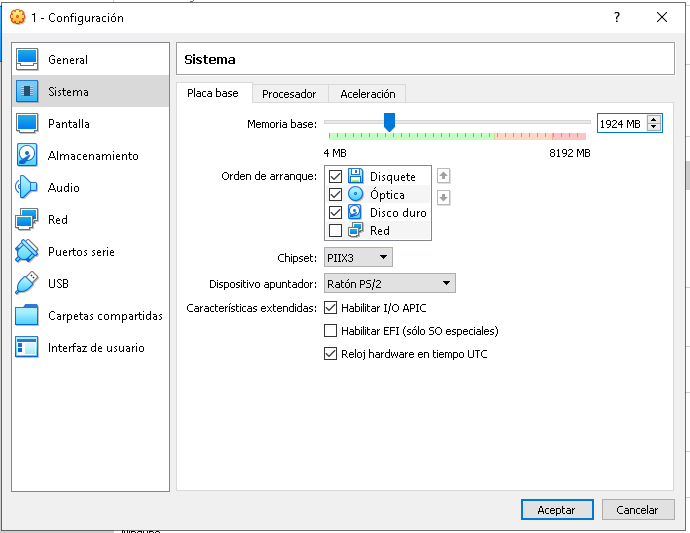 1 - Configuración
?
General
Sistema
Pantalla
Almacenamiento
Audio
Red
Puertos serie
USB
Carpetas compartidas
Interfaz de usuario
Sistema
Placa base Procesador Aceleración
Memoria base: 1924 MB
4 MB 8192 MB
Orden de arranque: Disquete
Óptica
Disco duro
Red
Chipset: PIIX3
Dispositivo apuntador: Ratón PS/2
Características extendidas: Habilitar I/O APIC
Habilitar EFI (sólo SO especiales)
Reloj hardware en tiempo UTC
Aceptar Cancelar